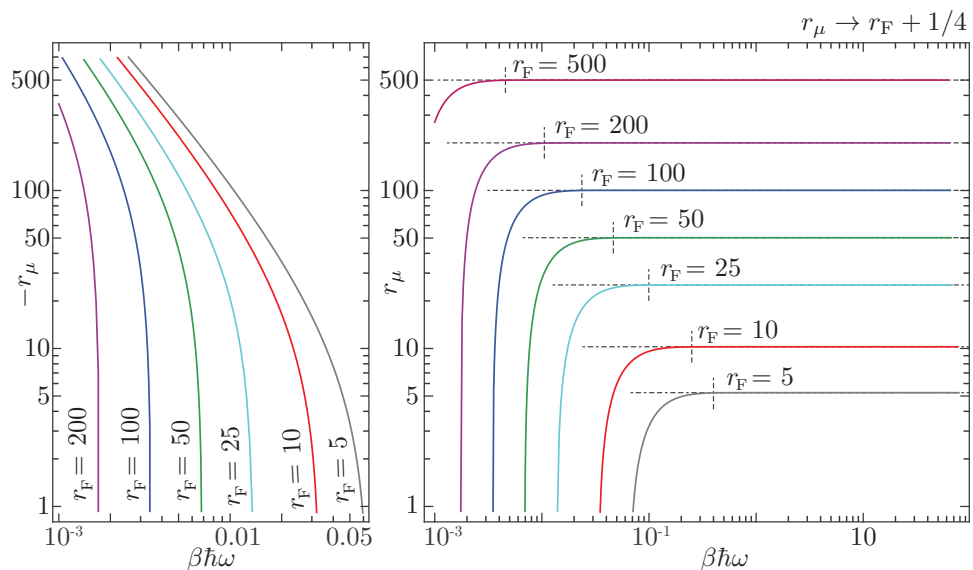 r_μ → r_F + 1/4
500
100
50
10
5
1
−r_μ
r_F = 200
r_F = 100
r_F = 50
r_F = 25
r_F = 10
r_F = 5
10⁻³
0.01
0.05
βℏω
500
100
50
10
5
1
r_μ
r_F = 500
r_F = 200
r_F = 100
r_F = 50
r_F = 25
r_F = 10
r_F = 5
10⁻³
10⁻¹
10
βℏω